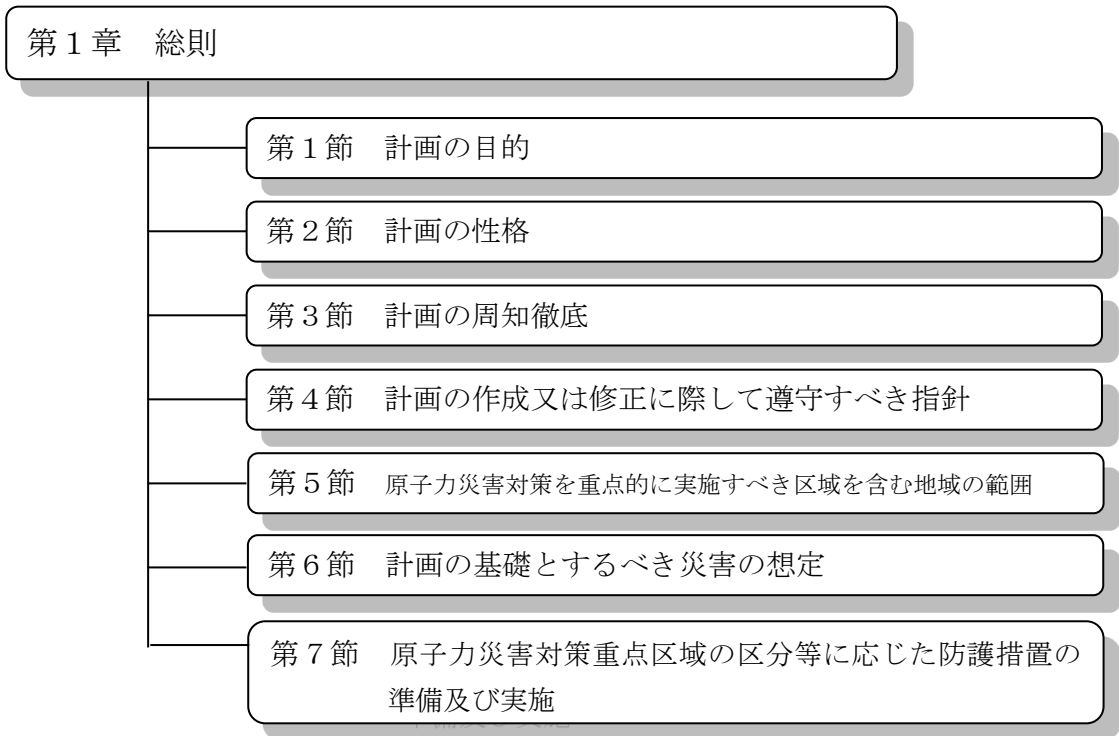 第１章　総則
第１節　計画の目的
第２節　計画の性格
第３節　計画の周知徹底
第４節　計画の作成又は修正に際して遵守すべき指針
第５節　原子力災害対策を重点的に実施すべき区域を含む地域の範囲
第６節　計画の基礎とするべき災害の想定
第７節　原子力災害対策重点区域の区分等に応じた防護措置の
準備及び実施